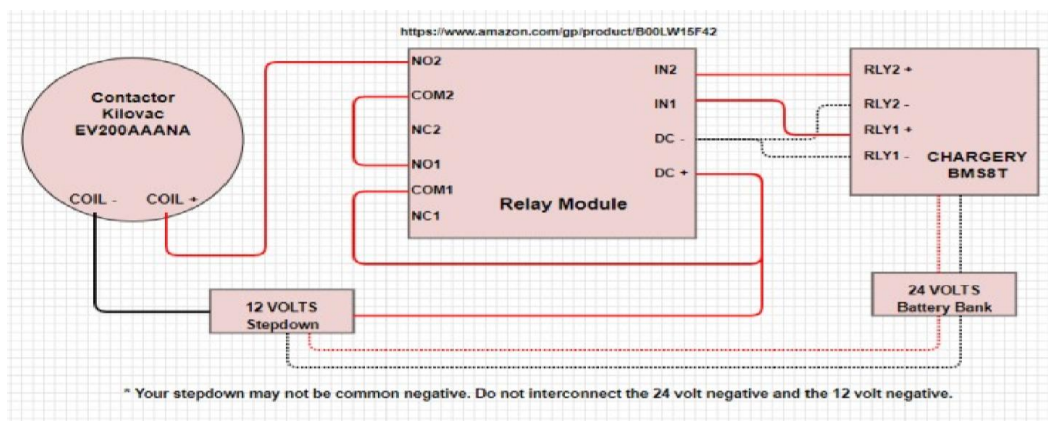 https://www.amazon.com/gp/product/B00LW15F42
Contactor
Kilovac
EV200AAANA
COIL -
COIL +
NO2
COM2
NC2
NO1
COM1
NC1
IN2
IN1
DC -
DC +
Relay Module
RLY2 +
RLY2 -
RLY1 +
RLY1 -
CHARGERY
BMS8T
12 VOLTS
Stepdown
24 VOLTS
Battery Bank
* Your stepdown may not be common negative. Do not interconnect the 24 volt negative and the 12 volt negative.